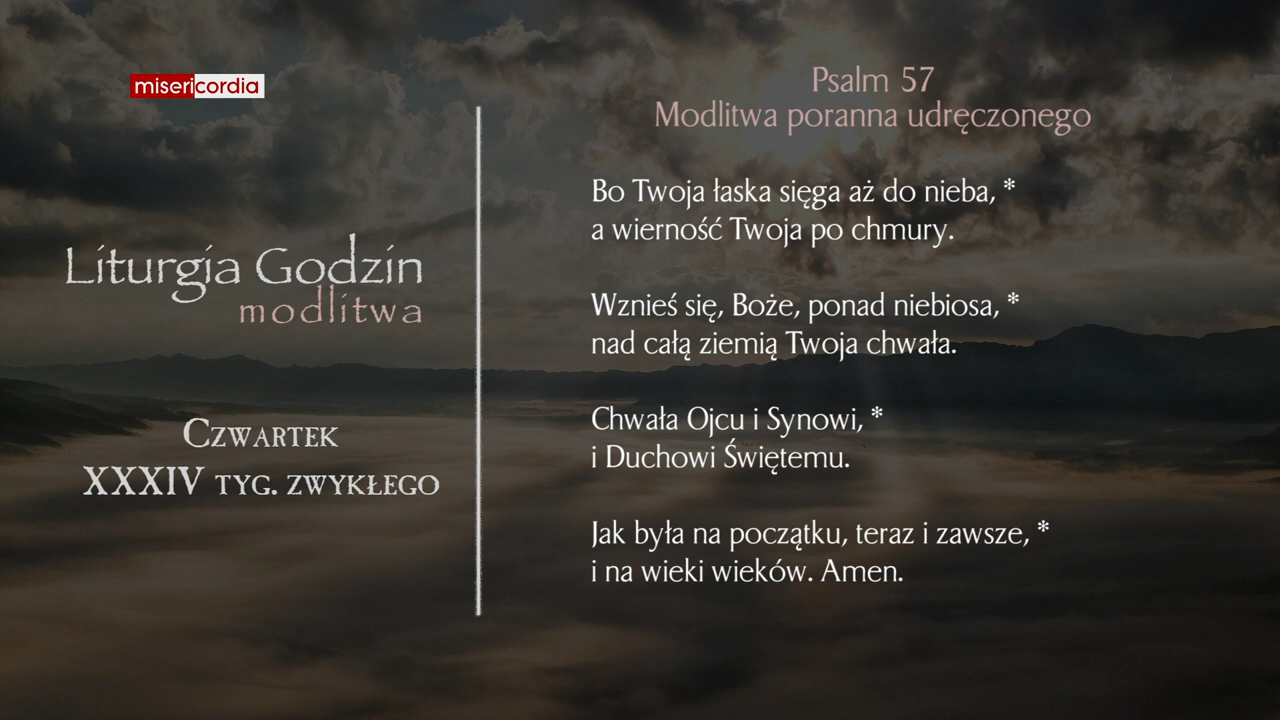 misericordia
Liturgia Godzin
modlitwa
Czwartek
XXXIV tyg. zwykłego
Psalm 57
Modlitwa poranna udręczonego
Bo Twoja łaska sięga aż do nieba, *
a wierność Twoja po chmury.
Wznieś się, Boże, ponad niebiosa, *
nad całą ziemią Twoja chwała.
Chwała Ojcu i Synowi, *
i Duchowi Świętemu.
Jak była na początku, teraz i zawsze, *
i na wieki wieków. Amen.